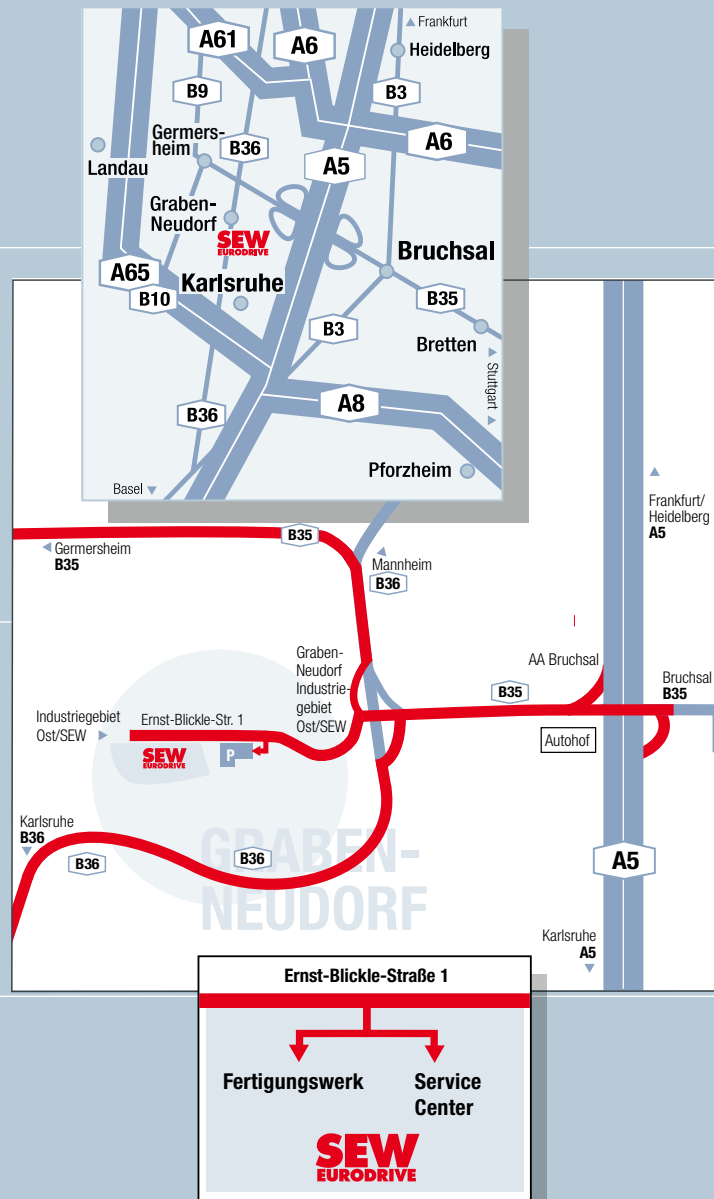 Frankfurt
A61
A6
Heidelberg
B9
B3
Germers-
heim
B36
A6
Landau
A5
Graben-
Neudorf
SEW
EURODRIVE
Bruchsal
A65
B10
Karlsruhe
B35
B3
Bretten
Stuttgart
B36
A8
Pforzheim
Basel
Frankfurt/
Heidelberg
A5
B35
Germersheim
B35
Mannheim
B36
Graben-
Neudorf
Industrie-
gebiet
Ost/SEW
AA Bruchsal
Bruchsal
B35
B35
Industriegebiet
Ost/SEW
Ernst-Blickle-Str. 1
SEW
EURODRIVE
P
Autohof
Karlsruhe
B36
B36
B36
GRABEN-
NEUDORF
A5
Karlsruhe
A5
Ernst-Blickle-Straße 1
Fertigungswerk
Service
Center
SEW
EURODRIVE